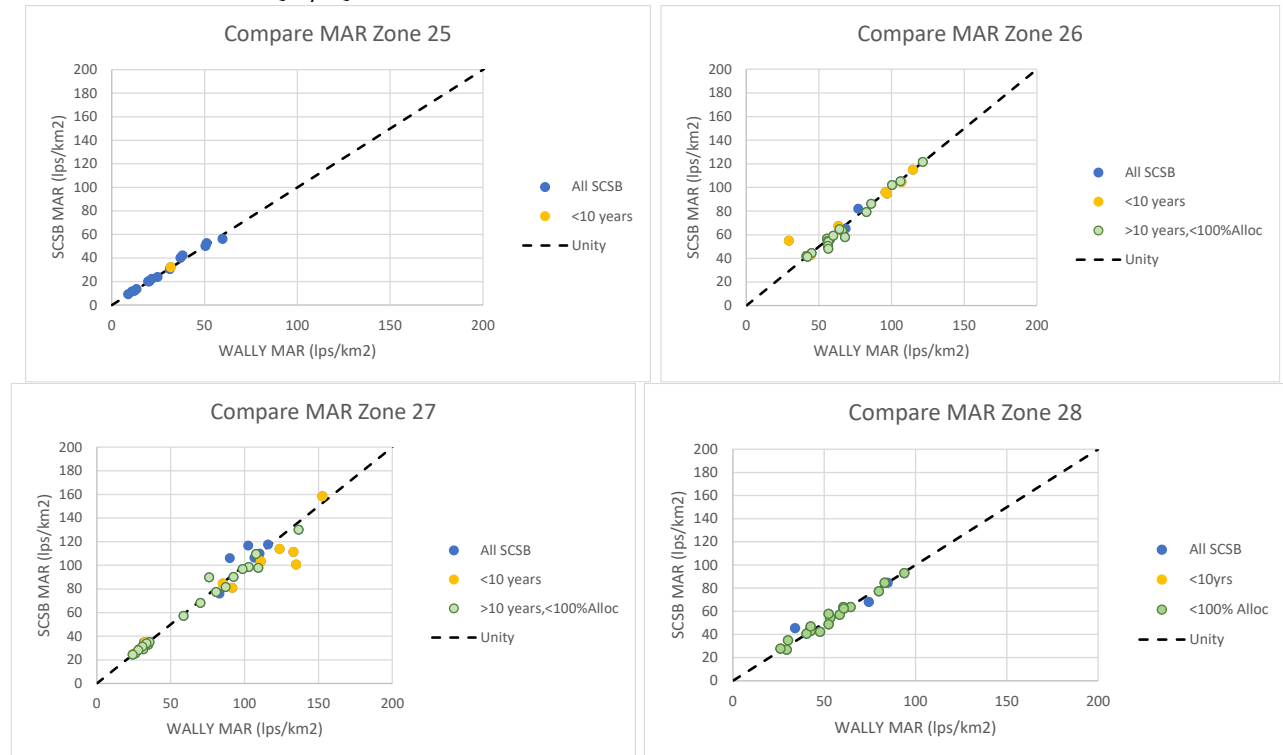 Compare MAR Zone 25
200
180
160
140
120
100
80
60
40
20
0
0 50 100 150 200
SCSB MAR (lps/km2)
WALLY MAR (lps/km2)
All SCSB
<10 years
Unity
Compare MAR Zone 26
200
180
160
140
120
100
80
60
40
20
0
0 50 100 150 200
SCSB MAR (lps/km2)
WALLY MAR (lps/km2)
All SCSB
<10 years
>10 years,<100%Alloc
Unity
Compare MAR Zone 27
200
180
160
140
120
100
80
60
40
20
0
0 50 100 150 200
SCSB MAR (lps/km2)
WALLY MAR (lps/km2)
All SCSB
<10 years
>10 years,<100%Alloc
Unity
Compare MAR Zone 28
200
180
160
140
120
100
80
60
40
20
0
0 50 100 150 200
SCSB MAR (lps/km2)
WALLY MAR (lps/km2)
All SCSB
<10yrs
<100% Alloc
Unity